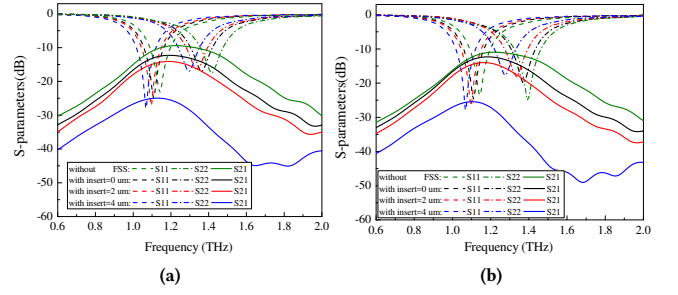 0
-10
-20
-30
-40
-50
-60
S-parameters(dB)
without FSS: S11 S22 S21
with insert=0 um: S11 S22 S21
with insert=2 um: S11 S22 S21
with insert=4 um: S11 S22 S21
0.6 0.8 1.0 1.2 1.4 1.6 1.8 2.0
Frequency (THz)
(a)
0
-10
-20
-30
-40
-50
-60
S-parameters(dB)
without FSS: S11 S22 S21
with insert=0 um: S11 S22 S21
with insert=2 um: S11 S22 S21
with insert=4 um: S11 S22 S21
0.6 0.8 1.0 1.2 1.4 1.6 1.8 2.0
Frequency (THz)
(b)